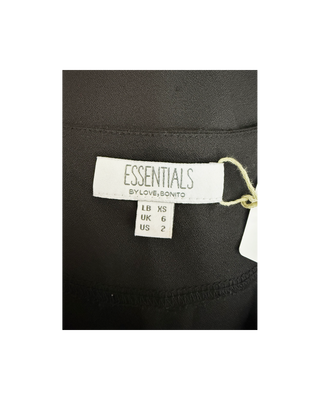 ESSENTIALS
BY LOVE, BONITO
LB XS
UK 6
US 2